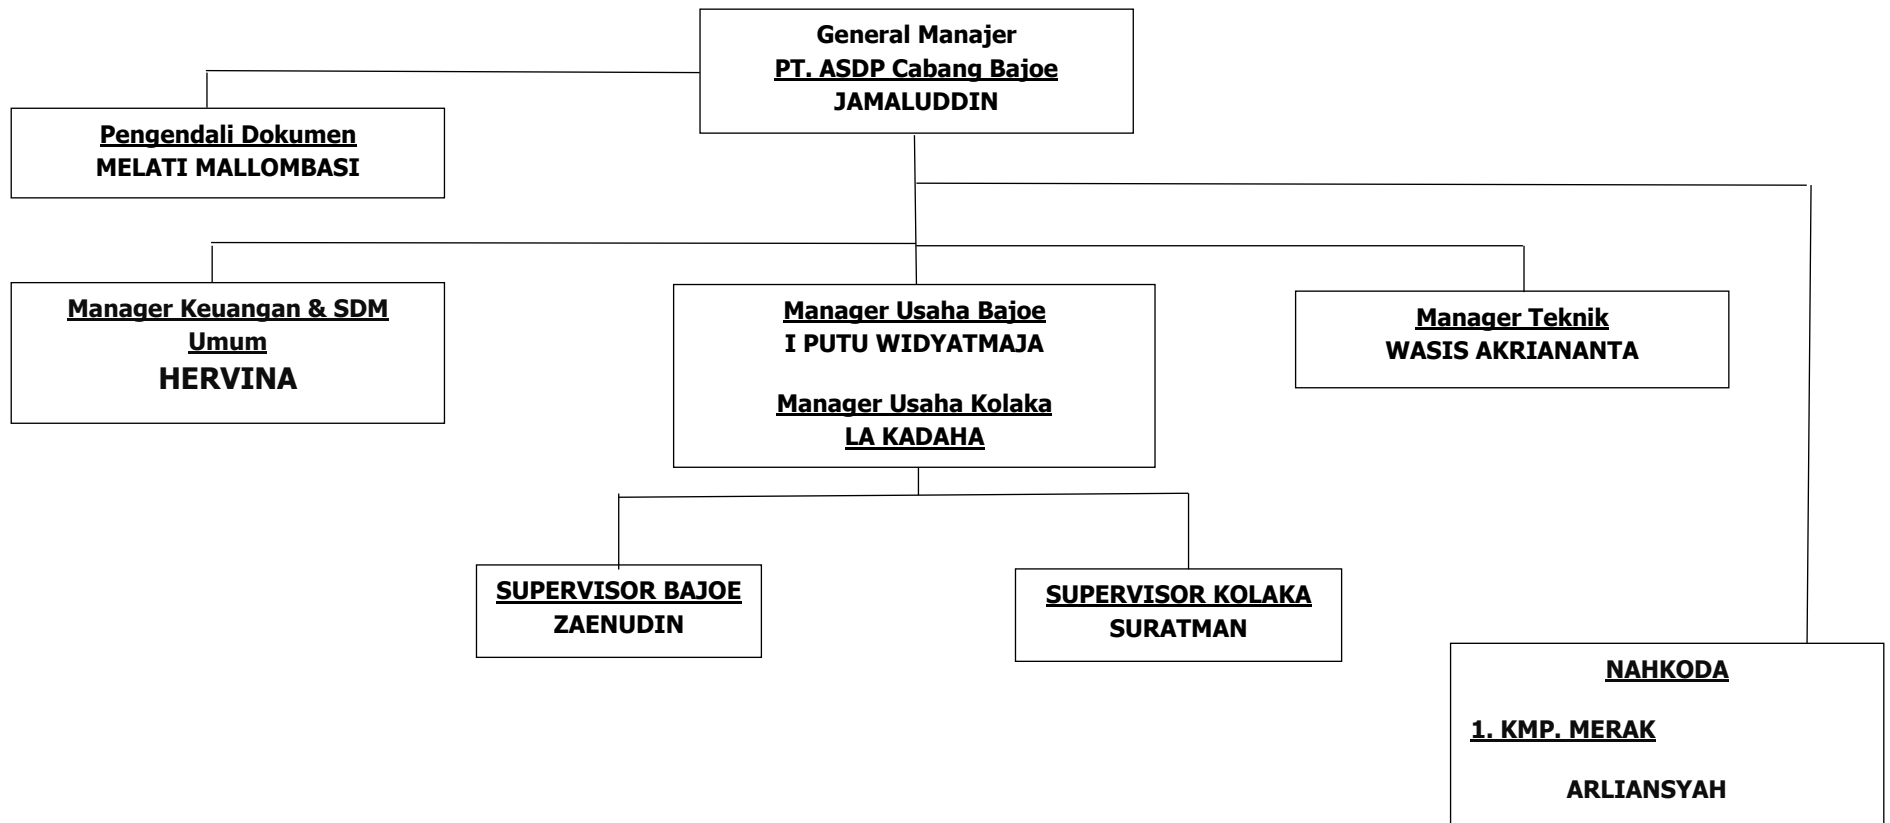 General Manajer
PT. ASDP Cabang Bajoe
JAMALUDDIN
Pengendali Dokumen
MELATI MALLOMBASI
Manager Keuangan & SDM
Umum
HERVINA
Manager Usaha Bajoe
I PUTU WIDYATMAJA
Manager Usaha Kolaka
LA KADAHA
Manager Teknik
WASIS AKRIANANTA
SUPERVISOR BAJOE
ZAENUDIN
SUPERVISOR KOLAKA
SURATMAN
NAHKODA
1. KMP. MERAK
ARLIANSYAH